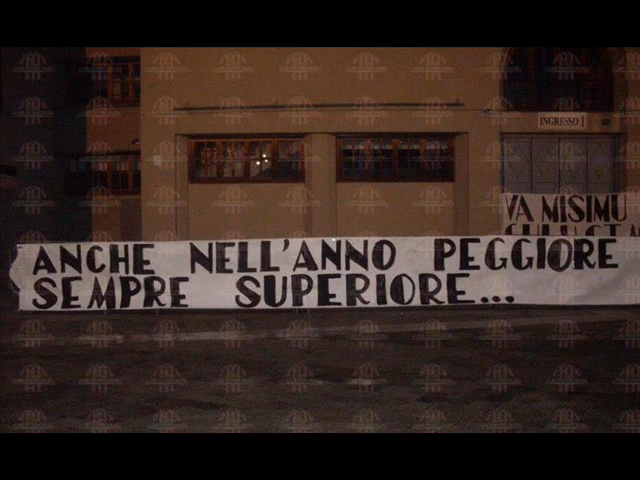 INGRESSO 1
VA MISIMU
ANCHE NELL'ANNO PEGGIORE
SEMPRE SUPERIORE...